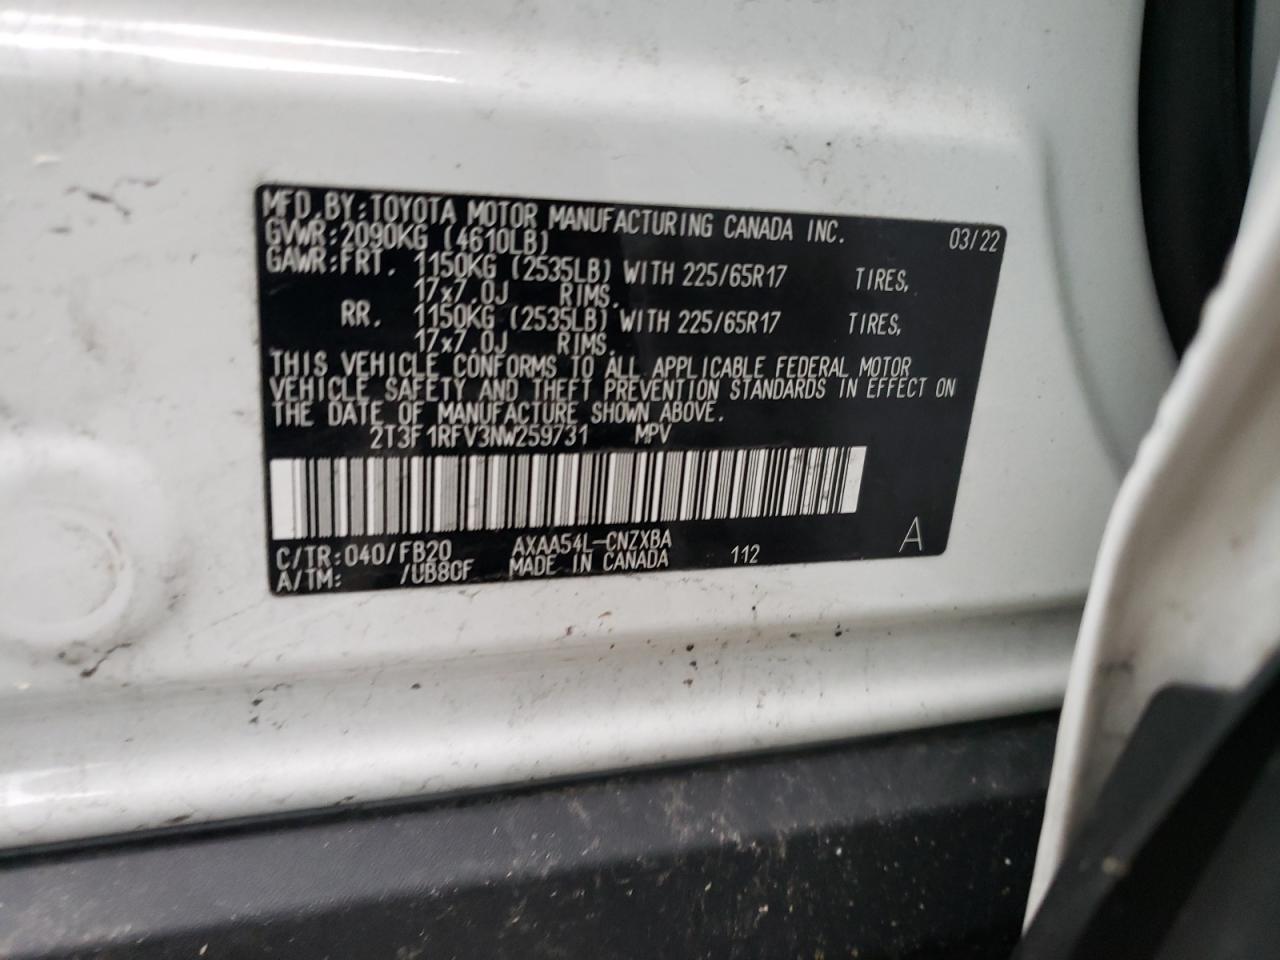 MFD.BY:TOYOTA MOTOR MANUFACTURING CANADA INC. 03/22
GVWR:2090KG (4610LB)
GAWR:FRT. 1150KG (2535LB) WITH 225/65R17 TIRES,
17x7.0J RIMS.
RR. 1150KG (2535LB) WITH 225/65R17 TIRES,
17x7.0J RIMS.
THIS VEHICLE CONFORMS TO ALL APPLICABLE FEDERAL MOTOR
VEHICLE SAFETY AND THEFT PREVENTION STANDARDS IN EFFECT ON
THE DATE OF MANUFACTURE SHOWN ABOVE.
2T3F1RFV3NW259731 MPV
C/TR:040/FB20 AXAA54L-CNZXBA 112 A
A/TM: /UB80F MADE IN CANADA